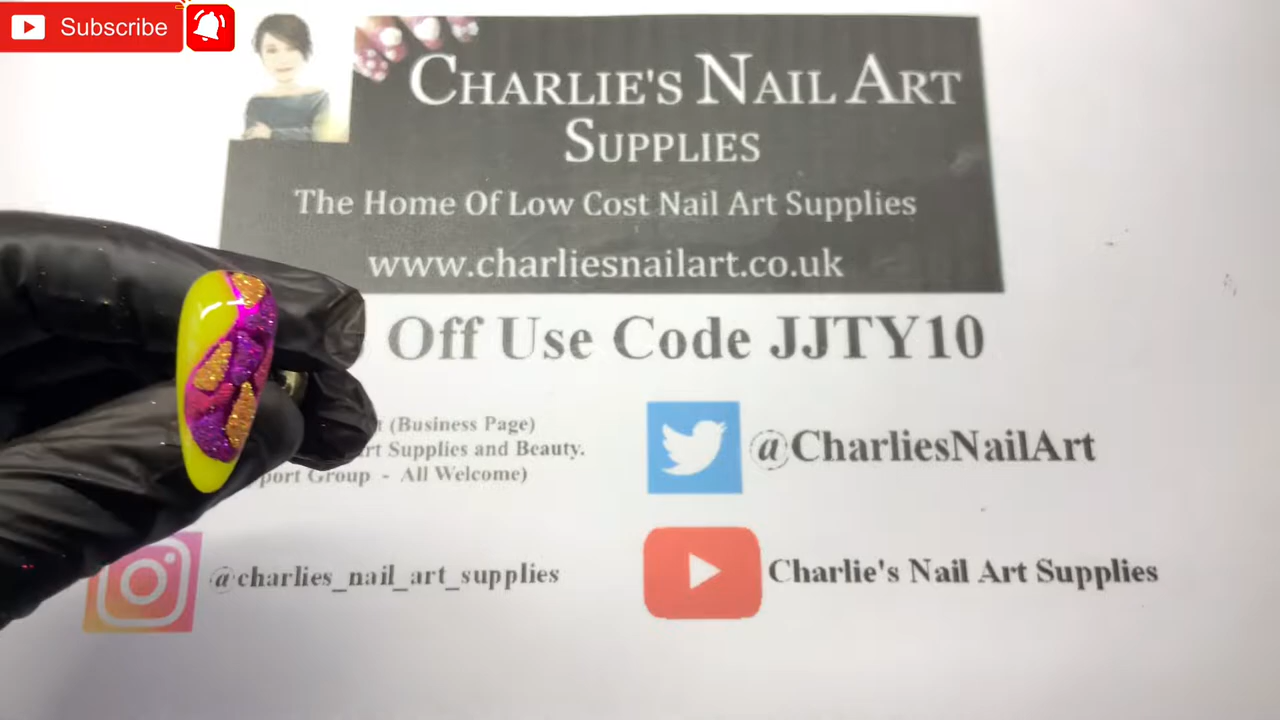 Subscribe
CHARLIE'S NAIL ART
SUPPLIES
The Home Of Low Cost Nail Art Supplies
www.charliesnailart.co.uk
Off Use Code JJTY10
(Business Page)
Supplies and Beauty.
Group - All Welcome)
@CharliesNailArt
@charlies_nail_art_supplies
Charlie's Nail Art Supplies